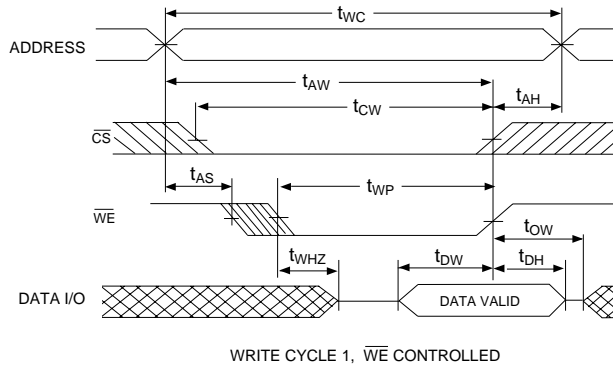 tWC
ADDRESS
tAW
tCW
tAH
CS
tAS
tWP
WE
tOW
tWHZ
tDW
tDH
DATA I/O
DATA VALID
WRITE CYCLE 1, WE CONTROLLED